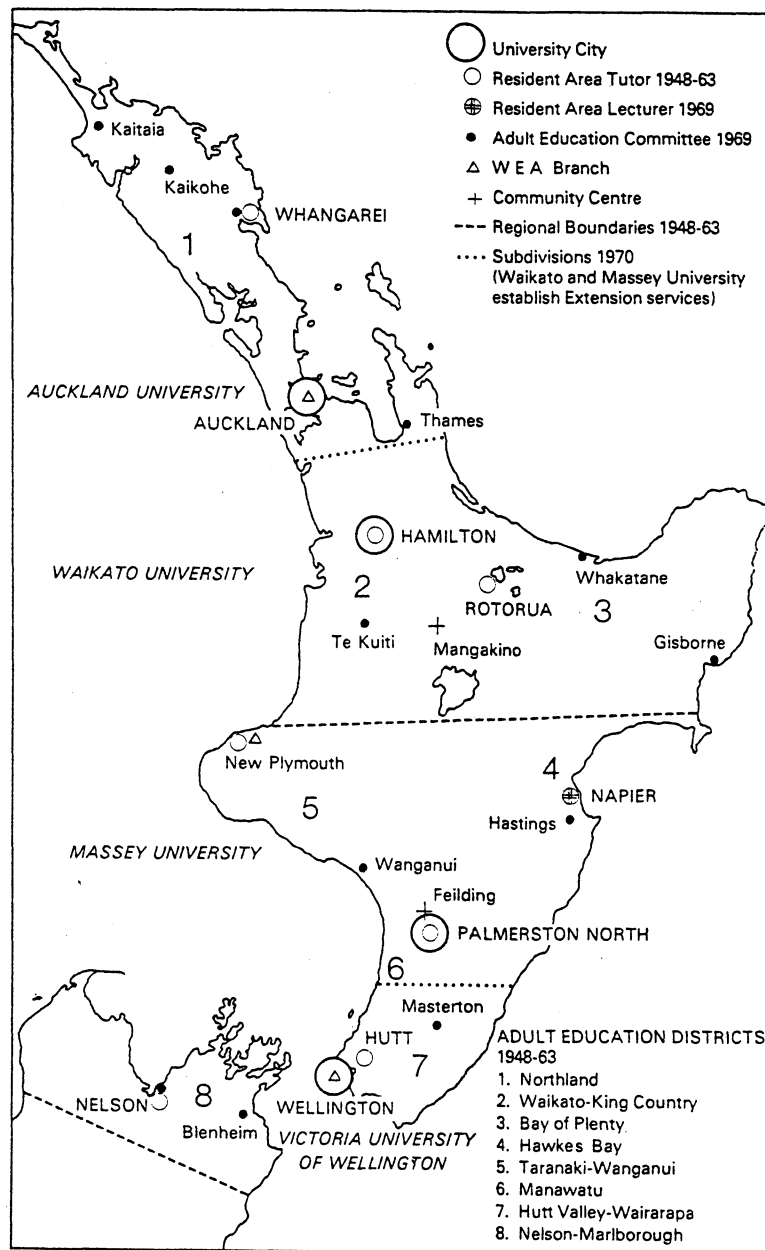 University City
Resident Area Tutor 1948-63
Resident Area Lecturer 1969
Adult Education Committee 1969
W E A Branch
Community Centre
Regional Boundaries 1948-63
Subdivisions 1970
(Waikato and Massey University
establish Extension services)
Kaitaia
Kaikohe
WHANGAREI
1
AUCKLAND UNIVERSITY
AUCKLAND
Thames
HAMILTON
WAIKATO UNIVERSITY
2
Whakatane
ROTORUA
3
Te Kuiti
Mangakino
Gisborne
New Plymouth
4
5
NAPIER
Hastings
MASSEY UNIVERSITY
Wanganui
Feilding
PALMERSTON NORTH
6
Masterton
HUTT
7
NELSON
8
WELLINGTON
Blenheim
VICTORIA UNIVERSITY
OF WELLINGTON
ADULT EDUCATION DISTRICTS
1948-63
1. Northland
2. Waikato-King Country
3. Bay of Plenty
4. Hawkes Bay
5. Taranaki-Wanganui
6. Manawatu
7. Hutt Valley-Wairarapa
8. Nelson-Marlborough